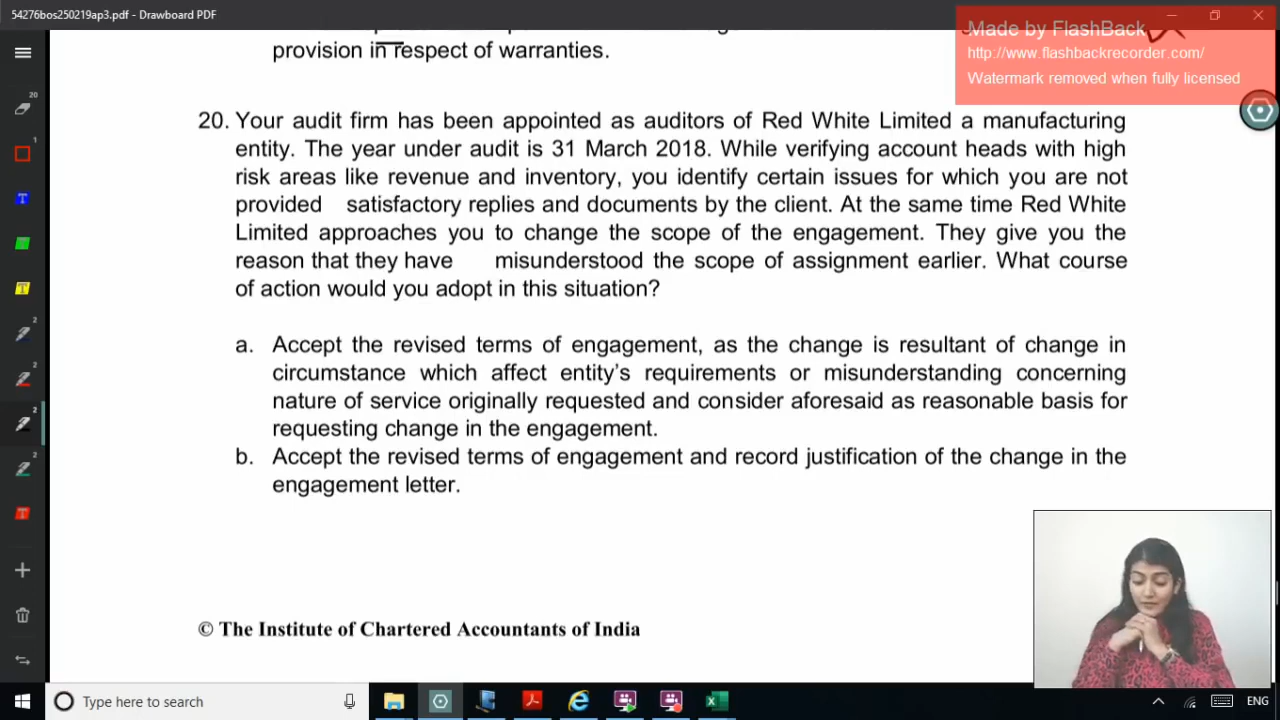 54276bos250219ap3.pdf - Drawboard PDF
Made by FlashBack
http://www.flashbackrecorder.com/
Watermark removed when fully licensed
provision in respect of warranties.
20. Your audit firm has been appointed as auditors of Red White Limited a manufacturing
entity. The year under audit is 31 March 2018. While verifying account heads with high
risk areas like revenue and inventory, you identify certain issues for which you are not
provided satisfactory replies and documents by the client. At the same time Red White
Limited approaches you to change the scope of the engagement. They give you the
reason that they have misunderstood the scope of assignment earlier. What course
of action would you adopt in this situation?
a. Accept the revised terms of engagement, as the change is resultant of change in
circumstance which affect entity's requirements or misunderstanding concerning
nature of service originally requested and consider aforesaid as reasonable basis for
requesting change in the engagement.
b. Accept the revised terms of engagement and record justification of the change in the
engagement letter.
© The Institute of Chartered Accountants of India
20
1
2
2
2
2
Type here to search
ENG